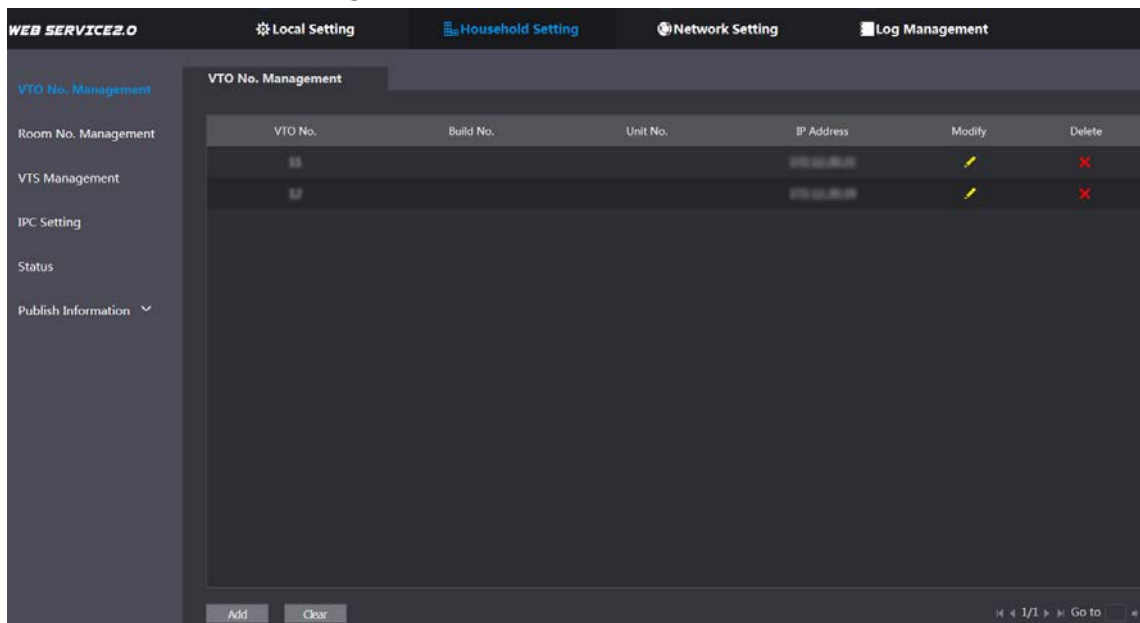 WEB SERVICE2.0 Local Setting Household Setting Network Setting Log Management
VTO No. Management
Room No. Management
VTS Management
IPC Setting
Status
Publish Information
VTO No. Management
VTO No. Build No. Unit No. IP Address Modify Delete
Add Clear 1/1 Go to